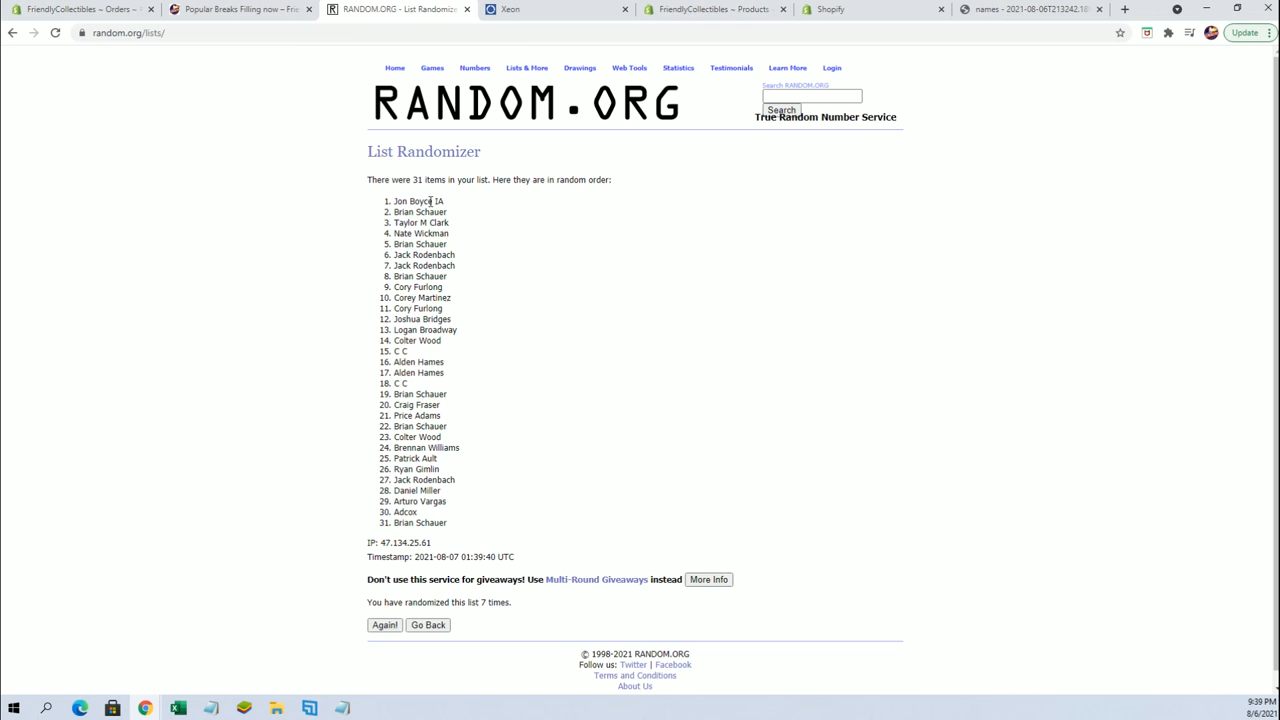 FriendlyCollectibles ~ Orders ~
Popular Breaks Filling now – Frie
RANDOM.ORG - List Randomize
Xeon
FriendlyCollectibles ~ Products ~
Shopify
names - 2021-08-06T213242.18
random.org/lists/
Update
Home Games Numbers Lists & More Drawings Web Tools Statistics Testimonials Learn More Login
Search RANDOM.ORG
RANDOM.ORG
Search
True Random Number Service
List Randomizer
There were 31 items in your list. Here they are in random order:
1. Jon Boyce IA
2. Brian Schauer
3. Taylor M Clark
4. Nate Wickman
5. Brian Schauer
6. Jack Rodenbach
7. Jack Rodenbach
8. Brian Schauer
9. Cory Furlong
10. Corey Martinez
11. Cory Furlong
12. Joshua Bridges
13. Logan Broadway
14. Colter Wood
15. C C
16. Alden Hames
17. Alden Hames
18. C C
19. Brian Schauer
20. Craig Fraser
21. Price Adams
22. Brian Schauer
23. Colter Wood
24. Brennan Williams
25. Patrick Ault
26. Ryan Gimlin
27. Jack Rodenbach
28. Daniel Miller
29. Arturo Vargas
30. Adcox
31. Brian Schauer
IP: 47.134.25.61
Timestamp: 2021-08-07 01:39:40 UTC
Don't use this service for giveaways! Use Multi-Round Giveaways instead More Info
You have randomized this list 7 times.
Again! Go Back
© 1998-2021 RANDOM.ORG
Follow us: Twitter | Facebook
Terms and Conditions
About Us
9:39 PM
8/6/2021